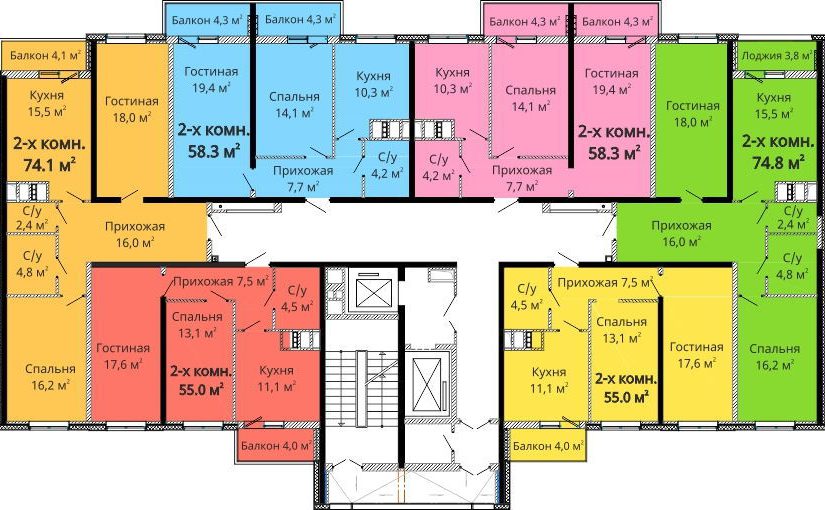 Балкон 4,3 м²
Балкон 4,3 м²
Балкон 4,3 м²
Балкон 4,3 м²
Балкон 4,1 м²
Кухня
15,5 м²
2-х комн.
74.1 м²
С/у
2,4 м²
С/у
4,8 м²
Гостиная
18,0 м²
Прихожая
16,0 м²
Спальня
16,2 м²
Гостиная
19,4 м²
2-х комн.
58.3 м²
Спальня
14,1 м²
Кухня
10,3 м²
Прихожая
7,7 м²
С/у
4,2 м²
Кухня
10,3 м²
Спальня
14,1 м²
Гостиная
19,4 м²
2-х комн.
58.3 м²
С/у
4,2 м²
Прихожая
7,7 м²
Лоджия 3,8 м²
Гостиная
18,0 м²
Кухня
15,5 м²
2-х комн.
74.8 м²
Прихожая
16,0 м²
С/у
2,4 м²
С/у
4,8 м²
Спальня
16,2 м²
Прихожая 7,5 м²
С/у
4,5 м²
Гостиная
17,6 м²
Спальня
13,1 м²
2-х комн.
55.0 м²
Кухня
11,1 м²
Балкон 4,0 м²
Прихожая 7,5 м²
С/у
4,5 м²
Кухня
11,1 м²
Спальня
13,1 м²
2-х комн.
55.0 м²
Гостиная
17,6 м²
Балкон 4,0 м²